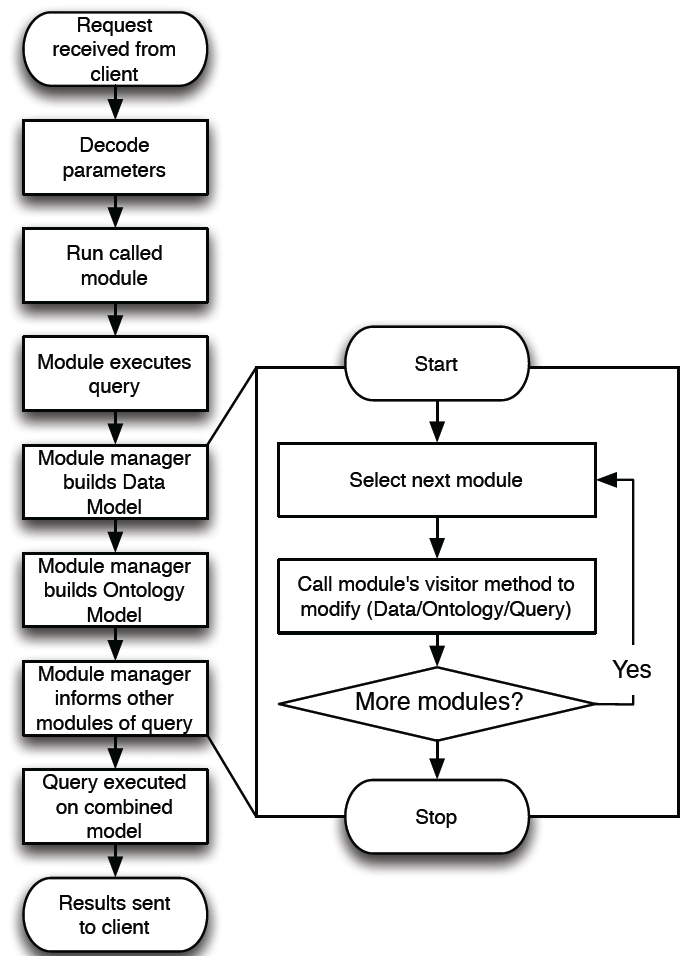 Request
received from
client
Decode
parameters
Run called
module
Module executes
query
Module manager
builds Data
Model
Module manager
builds Ontology
Model
Module manager
informs other
modules of query
Query executed
on combined
model
Results sent
to client
Start
Select next module
Call module's visitor method to
modify (Data/Ontology/Query)
More modules?
Yes
Stop